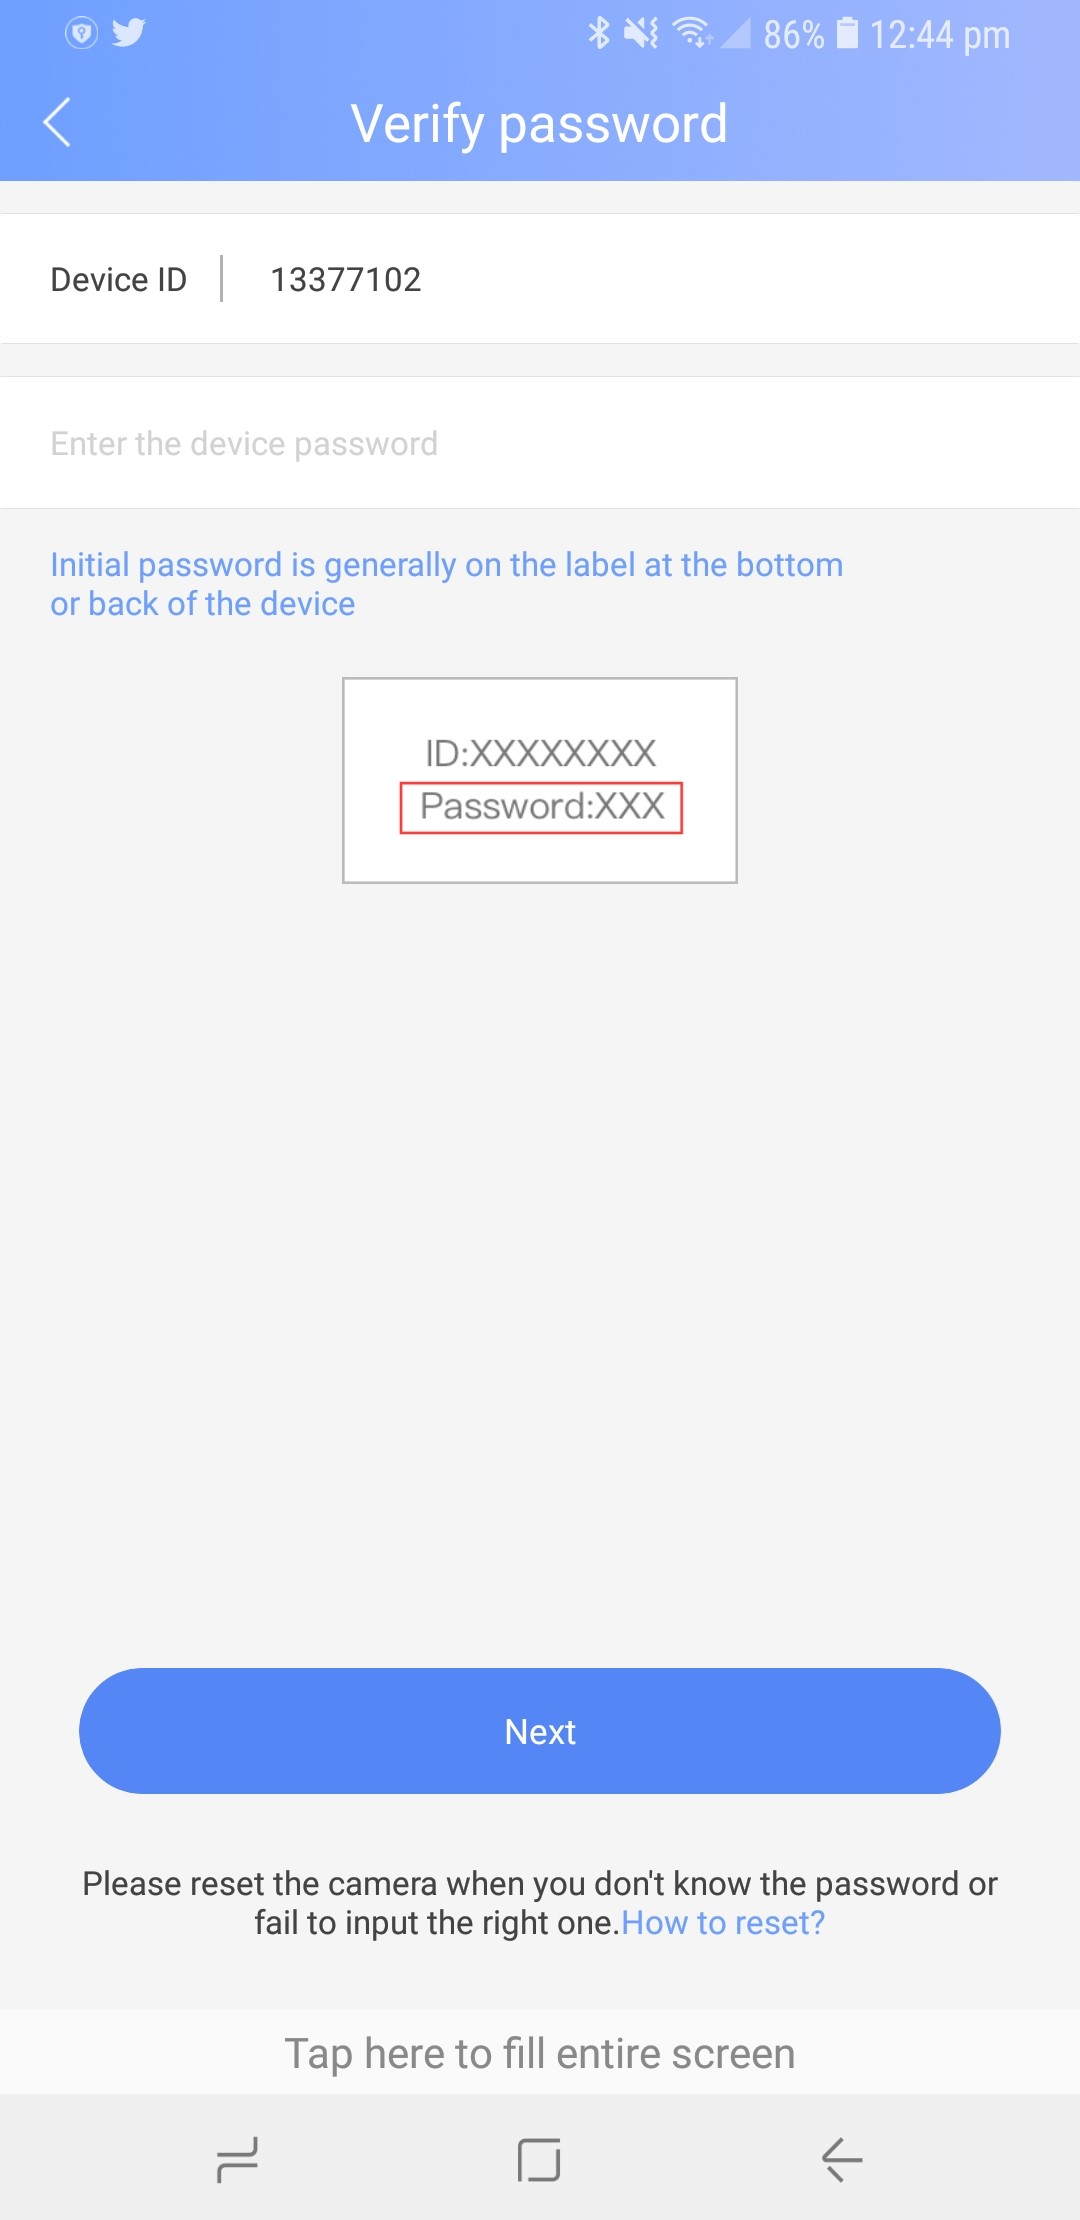 86% 12:44 pm
Verify password
Device ID 13377102
Enter the device password
Initial password is generally on the label at the bottom
or back of the device
ID:XXXXXXXX
Password:XXX
Next
Please reset the camera when you don't know the password or
fail to input the right one.How to reset?
Tap here to fill entire screen